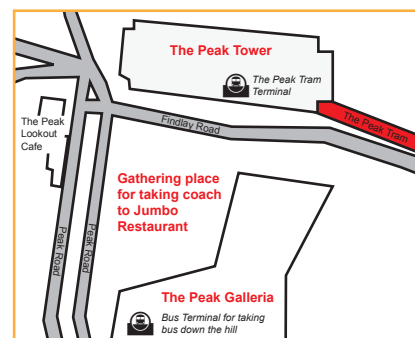 The Peak Tower
The Peak Tram
Terminal
The Peak Tram
Findlay Road
The Peak
Lookout
Cafe
Gathering place
for taking coach
to Jumbo
Restaurant
Peak Road
Peak Road
The Peak Galleria
Bus Terminal for taking
bus down the hill